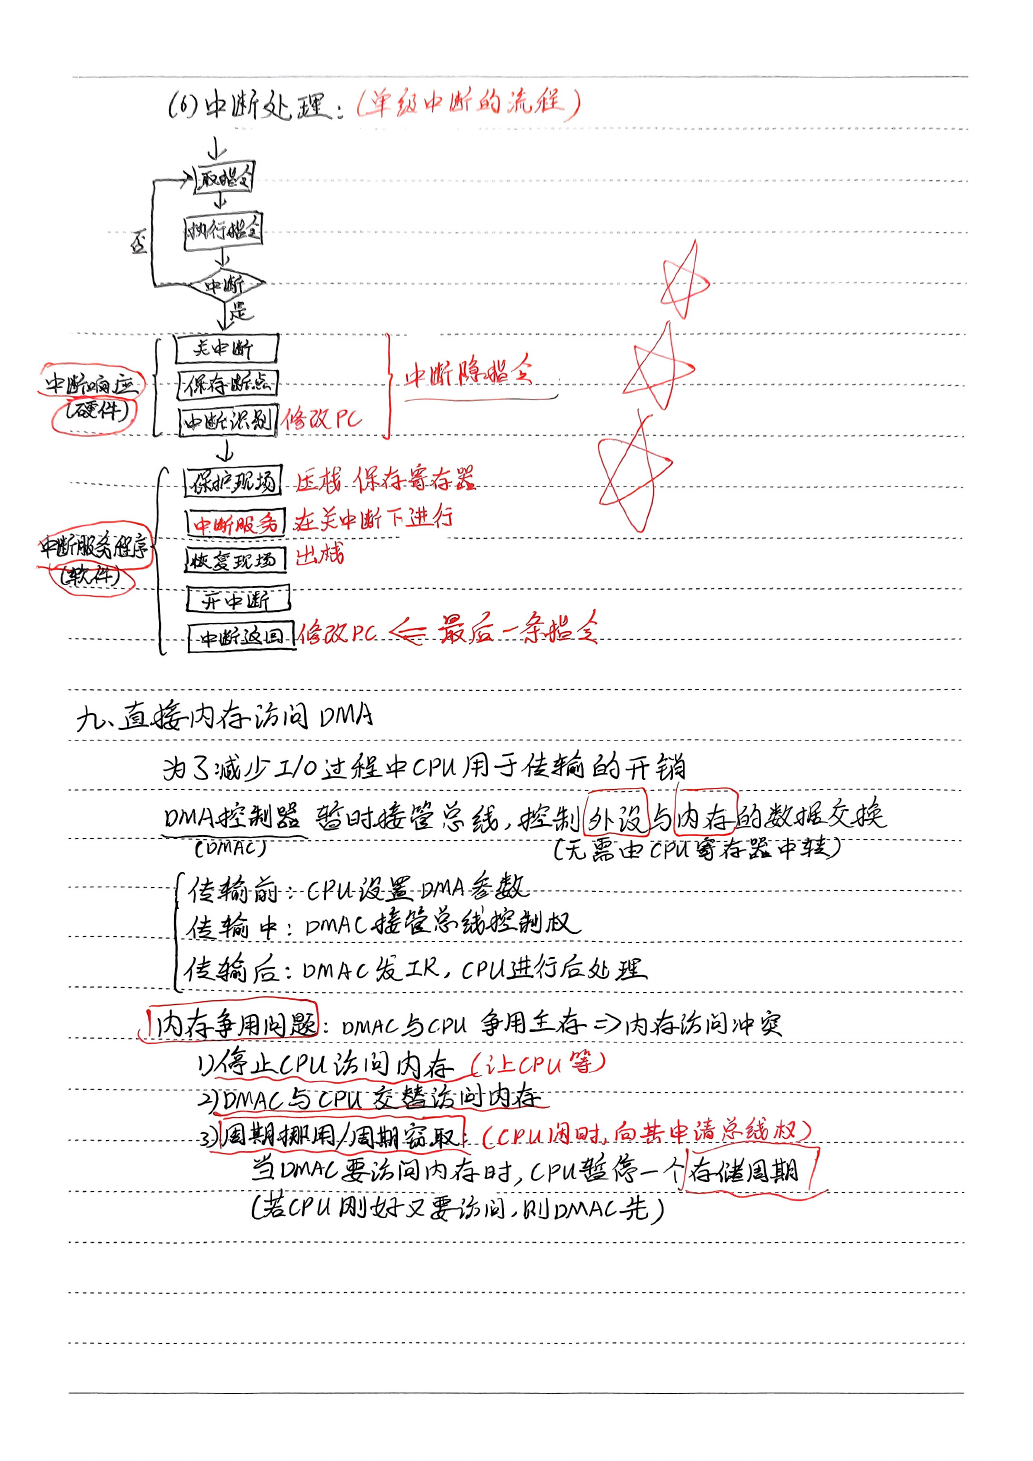 (6) 中断处理：(单级中断的流程)
取指令
执行指令
否
中断
是
关中断
中断响应
(硬件)
保存断点
中断隐指令
中断识别 修改PC
保护现场 压栈 保存寄存器
中断服务 在关中断下进行
中断服务程序
(软件)
恢复现场 出栈
开中断
中断返回 修改PC ⇐ 最后一条指令
九、直接内存访问 DMA
为了减少 I/O 过程中CPU用于传输的开销
DMA控制器 暂时接管总线,控制外设与内存的数据交换
(DMAC) (无需由CPU寄存器中转)
传输前：CPU设置DMA参数
传输中：DMAC接管总线控制权
传输后：DMAC发IR,CPU进行后处理
内存争用问题：DMAC与CPU 争用主存⇒内存访问冲突
1)停止CPU访问内存 (让CPU等)
2)DMAC与CPU交替访问内存
3)周期挪用/周期窃取：(CPU闲时,向其申请总线权)
当DMAC要访问内存时,CPU暂停一个存储周期
(若CPU刚好又要访问,则DMAC先)